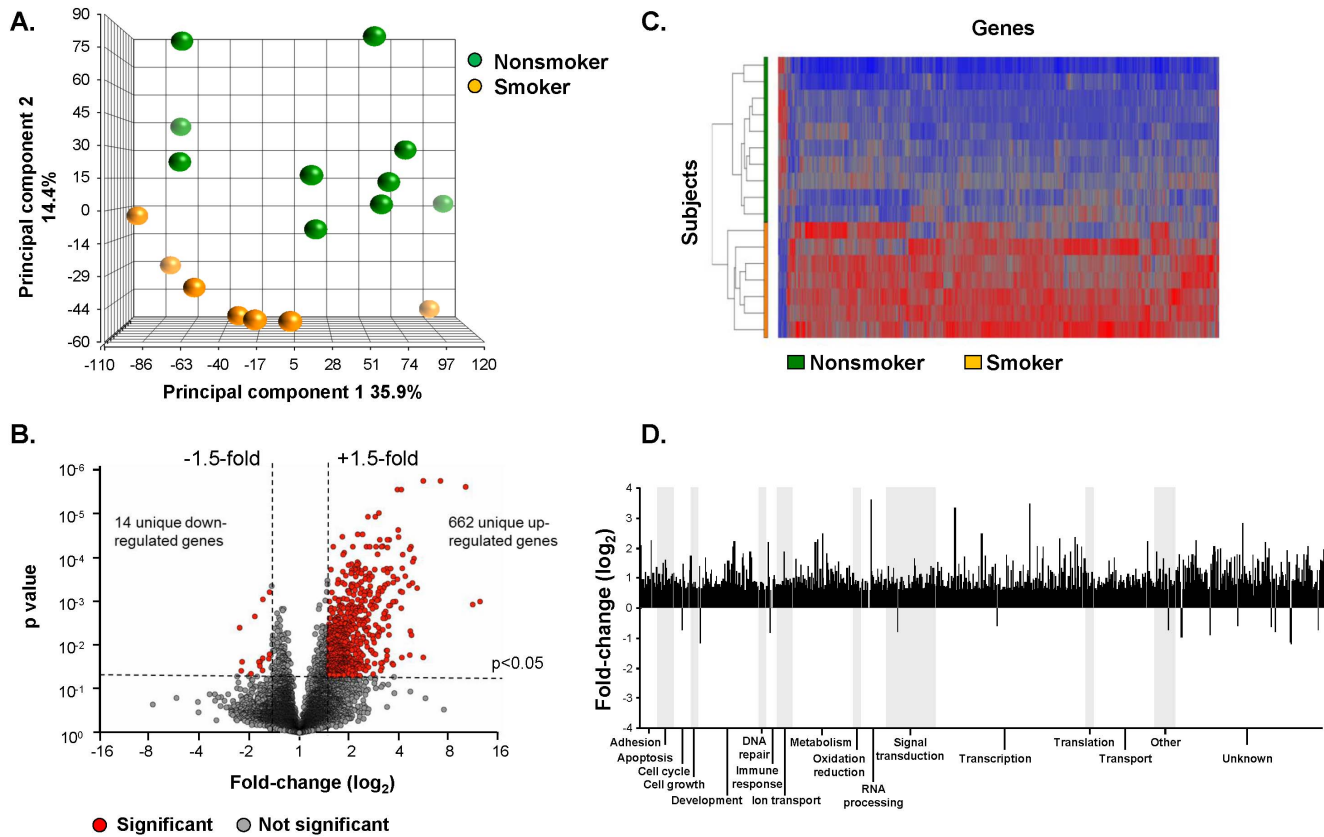 A.
90
75
60
45
30
15
0
-14
-29
-44
-60
Principal component 2
14.4%
-110 -86 -63 -40 -17 5 28 51 74 97 120
Principal component 1 35.9%
Nonsmoker
Smoker
B.
-1.5-fold
+1.5-fold
10-6
10-5
10-4
10-3
10-2
10-1
100
p value
14 unique down-
regulated genes
662 unique up-
regulated genes
p<0.05
-16 -8 -4 -2 1 2 4 8 16
Fold-change (log2)
Significant
Not significant
C.
Genes
Subjects
Nonsmoker
Smoker
D.
4
3
2
1
0
-1
-2
-3
-4
Fold-change (log2)
Adhesion
Apoptosis
Cell cycle
Cell growth
Development
DNA
repair
Immune
response
Ion transport
Metabolism
Oxidation
reduction
RNA
processing
Signal
transduction
Transcription
Translation
Transport
Other
Unknown